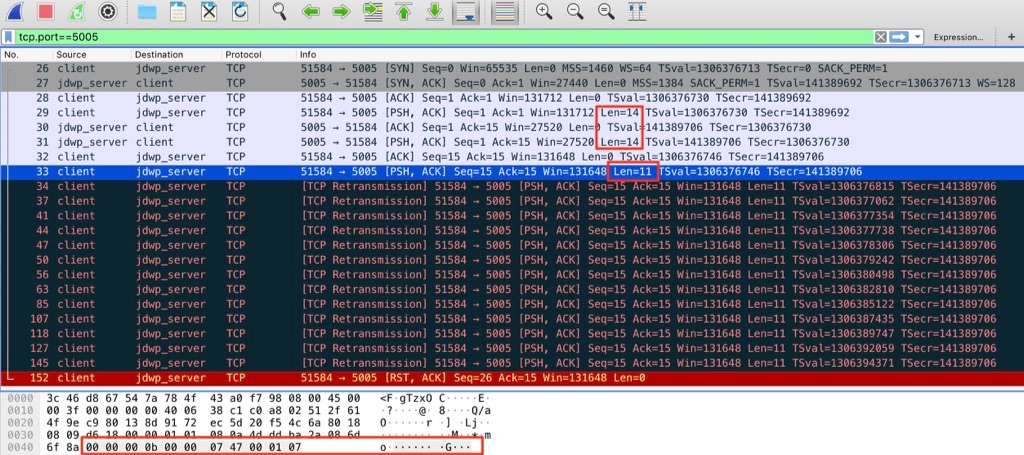 tcp.port==5005 Expression... +
No. Source Destination Protocol Info
26 client jdwp_server TCP 51584 → 5005 [SYN] Seq=0 Win=65535 Len=0 MSS=1460 WS=64 TSval=1306376713 TSecr=0 SACK_PERM=1
27 jdwp_server client TCP 5005 → 51584 [SYN, ACK] Seq=0 Ack=1 Win=27440 Len=0 MSS=1384 SACK_PERM=1 TSval=141389692 TSecr=1306376713 WS=128
28 client jdwp_server TCP 51584 → 5005 [ACK] Seq=1 Ack=1 Win=131712 Len=0 TSval=1306376730 TSecr=141389692
29 client jdwp_server TCP 51584 → 5005 [PSH, ACK] Seq=1 Ack=1 Win=131712 Len=14 TSval=1306376730 TSecr=141389692
30 jdwp_server client TCP 5005 → 51584 [ACK] Seq=1 Ack=15 Win=27520 Len=0 TSval=141389706 TSecr=1306376730
31 jdwp_server client TCP 5005 → 51584 [PSH, ACK] Seq=1 Ack=15 Win=27520 Len=14 TSval=141389706 TSecr=1306376730
32 client jdwp_server TCP 51584 → 5005 [ACK] Seq=15 Ack=15 Win=131648 Len=0 TSval=1306376746 TSecr=141389706
33 client jdwp_server TCP 51584 → 5005 [PSH, ACK] Seq=15 Ack=15 Win=131648 Len=11 TSval=1306376746 TSecr=141389706
34 client jdwp_server TCP [TCP Retransmission] 51584 → 5005 [PSH, ACK] Seq=15 Ack=15 Win=131648 Len=11 TSval=1306376815 TSecr=141389706
37 client jdwp_server TCP [TCP Retransmission] 51584 → 5005 [PSH, ACK] Seq=15 Ack=15 Win=131648 Len=11 TSval=1306377062 TSecr=141389706
41 client jdwp_server TCP [TCP Retransmission] 51584 → 5005 [PSH, ACK] Seq=15 Ack=15 Win=131648 Len=11 TSval=1306377354 TSecr=141389706
44 client jdwp_server TCP [TCP Retransmission] 51584 → 5005 [PSH, ACK] Seq=15 Ack=15 Win=131648 Len=11 TSval=1306377738 TSecr=141389706
47 client jdwp_server TCP [TCP Retransmission] 51584 → 5005 [PSH, ACK] Seq=15 Ack=15 Win=131648 Len=11 TSval=1306378306 TSecr=141389706
50 client jdwp_server TCP [TCP Retransmission] 51584 → 5005 [PSH, ACK] Seq=15 Ack=15 Win=131648 Len=11 TSval=1306379242 TSecr=141389706
56 client jdwp_server TCP [TCP Retransmission] 51584 → 5005 [PSH, ACK] Seq=15 Ack=15 Win=131648 Len=11 TSval=1306380498 TSecr=141389706
63 client jdwp_server TCP [TCP Retransmission] 51584 → 5005 [PSH, ACK] Seq=15 Ack=15 Win=131648 Len=11 TSval=1306382810 TSecr=141389706
85 client jdwp_server TCP [TCP Retransmission] 51584 → 5005 [PSH, ACK] Seq=15 Ack=15 Win=131648 Len=11 TSval=1306385122 TSecr=141389706
107 client jdwp_server TCP [TCP Retransmission] 51584 → 5005 [PSH, ACK] Seq=15 Ack=15 Win=131648 Len=11 TSval=1306387435 TSecr=141389706
118 client jdwp_server TCP [TCP Retransmission] 51584 → 5005 [PSH, ACK] Seq=15 Ack=15 Win=131648 Len=11 TSval=1306389747 TSecr=141389706
127 client jdwp_server TCP [TCP Retransmission] 51584 → 5005 [PSH, ACK] Seq=15 Ack=15 Win=131648 Len=11 TSval=1306392059 TSecr=141389706
145 client jdwp_server TCP [TCP Retransmission] 51584 → 5005 [PSH, ACK] Seq=15 Ack=15 Win=131648 Len=11 TSval=1306394371 TSecr=141389706
152 client jdwp_server TCP 51584 → 5005 [RST, ACK] Seq=26 Ack=15 Win=131648 Len=0
0000 3c 46 d8 67 54 7a 78 4f 43 a0 f7 98 08 00 45 00 <F·gTzxO C·····E·
0010 00 3f 00 00 00 00 40 06 38 c1 c0 a8 02 51 2f 61 ·?····@· 8····Q/a
0020 4f 9e c9 80 13 8d 91 72 ec 5d 20 f5 4c 6a 80 18 O······r ·] ·Lj··
0030 08 09 d6 18 00 00 01 01 08 0a 4d dd ba 2a 08 6d ········ ··M··*·m
0040 6f 8a 00 00 00 0b 00 00 07 47 00 01 07 o······· ·G···